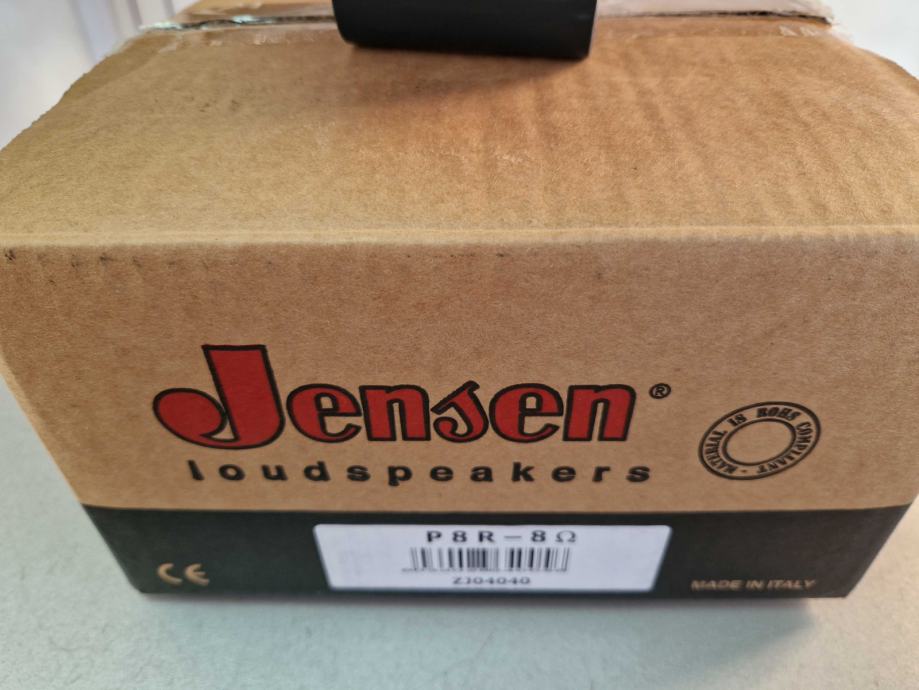 Jensen®
loudspeakers
MATERIAL IS ROHS COMPLIANT -
P8R-8Ω
ZJ04040
CE
MADE IN ITALY